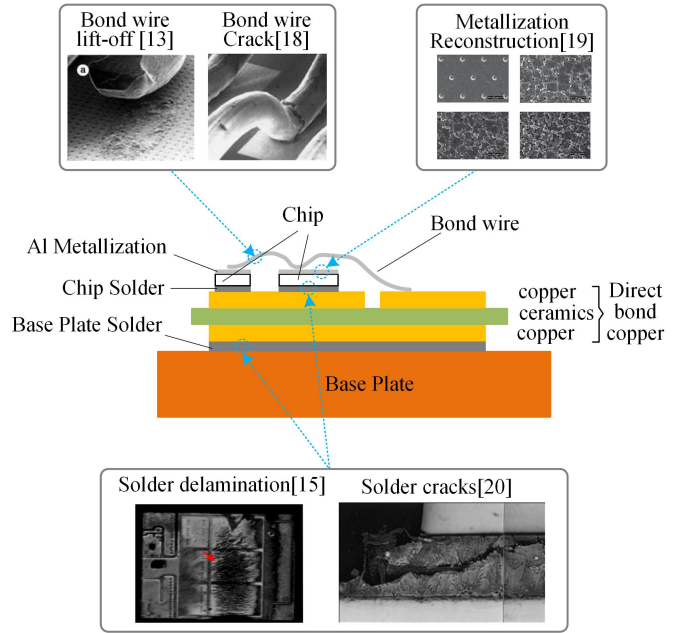 Bond wire
lift-off [13]
Bond wire
Crack[18]
Metallization
Reconstruction[19]
a
Chip
Bond wire
Al Metallization
Chip Solder
Base Plate Solder
copper
ceramics
copper
Direct
bond
copper
Base Plate
Solder delamination[15]
Solder cracks[20]